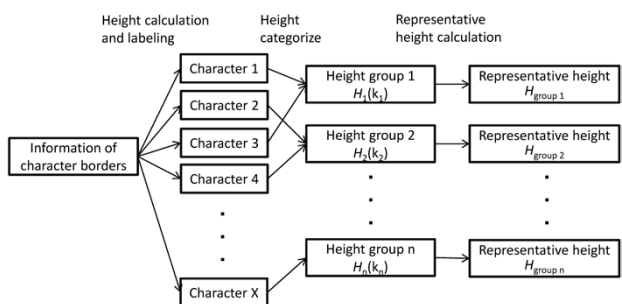 Height calculation
and labeling
Height
categorize
Representative
height calculation
Information of
character borders
Character 1
Character 2
Character 3
Character 4
Character X
Height group 1
H1(k1)
Height group 2
H2(k2)
Height group n
Hn(kn)
Representative height
Hgroup 1
Representative height
Hgroup 2
Representative height
Hgroup n